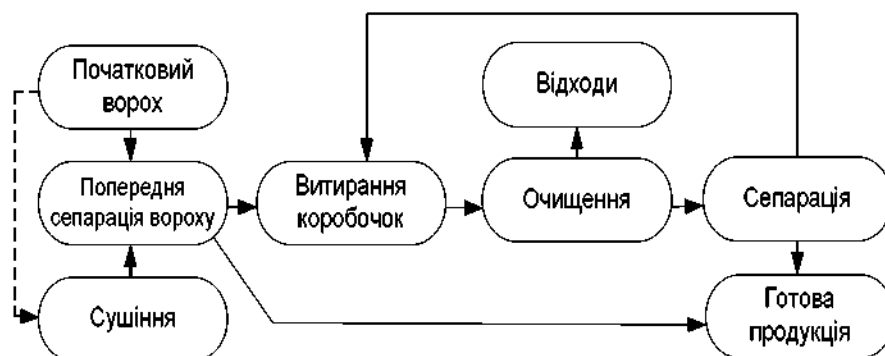 Початковий
ворох
Відходи
Попередня
сепарація вороху
Витирання
коробочок
Очищення
Сепарація
Сушіння
Готова
продукція